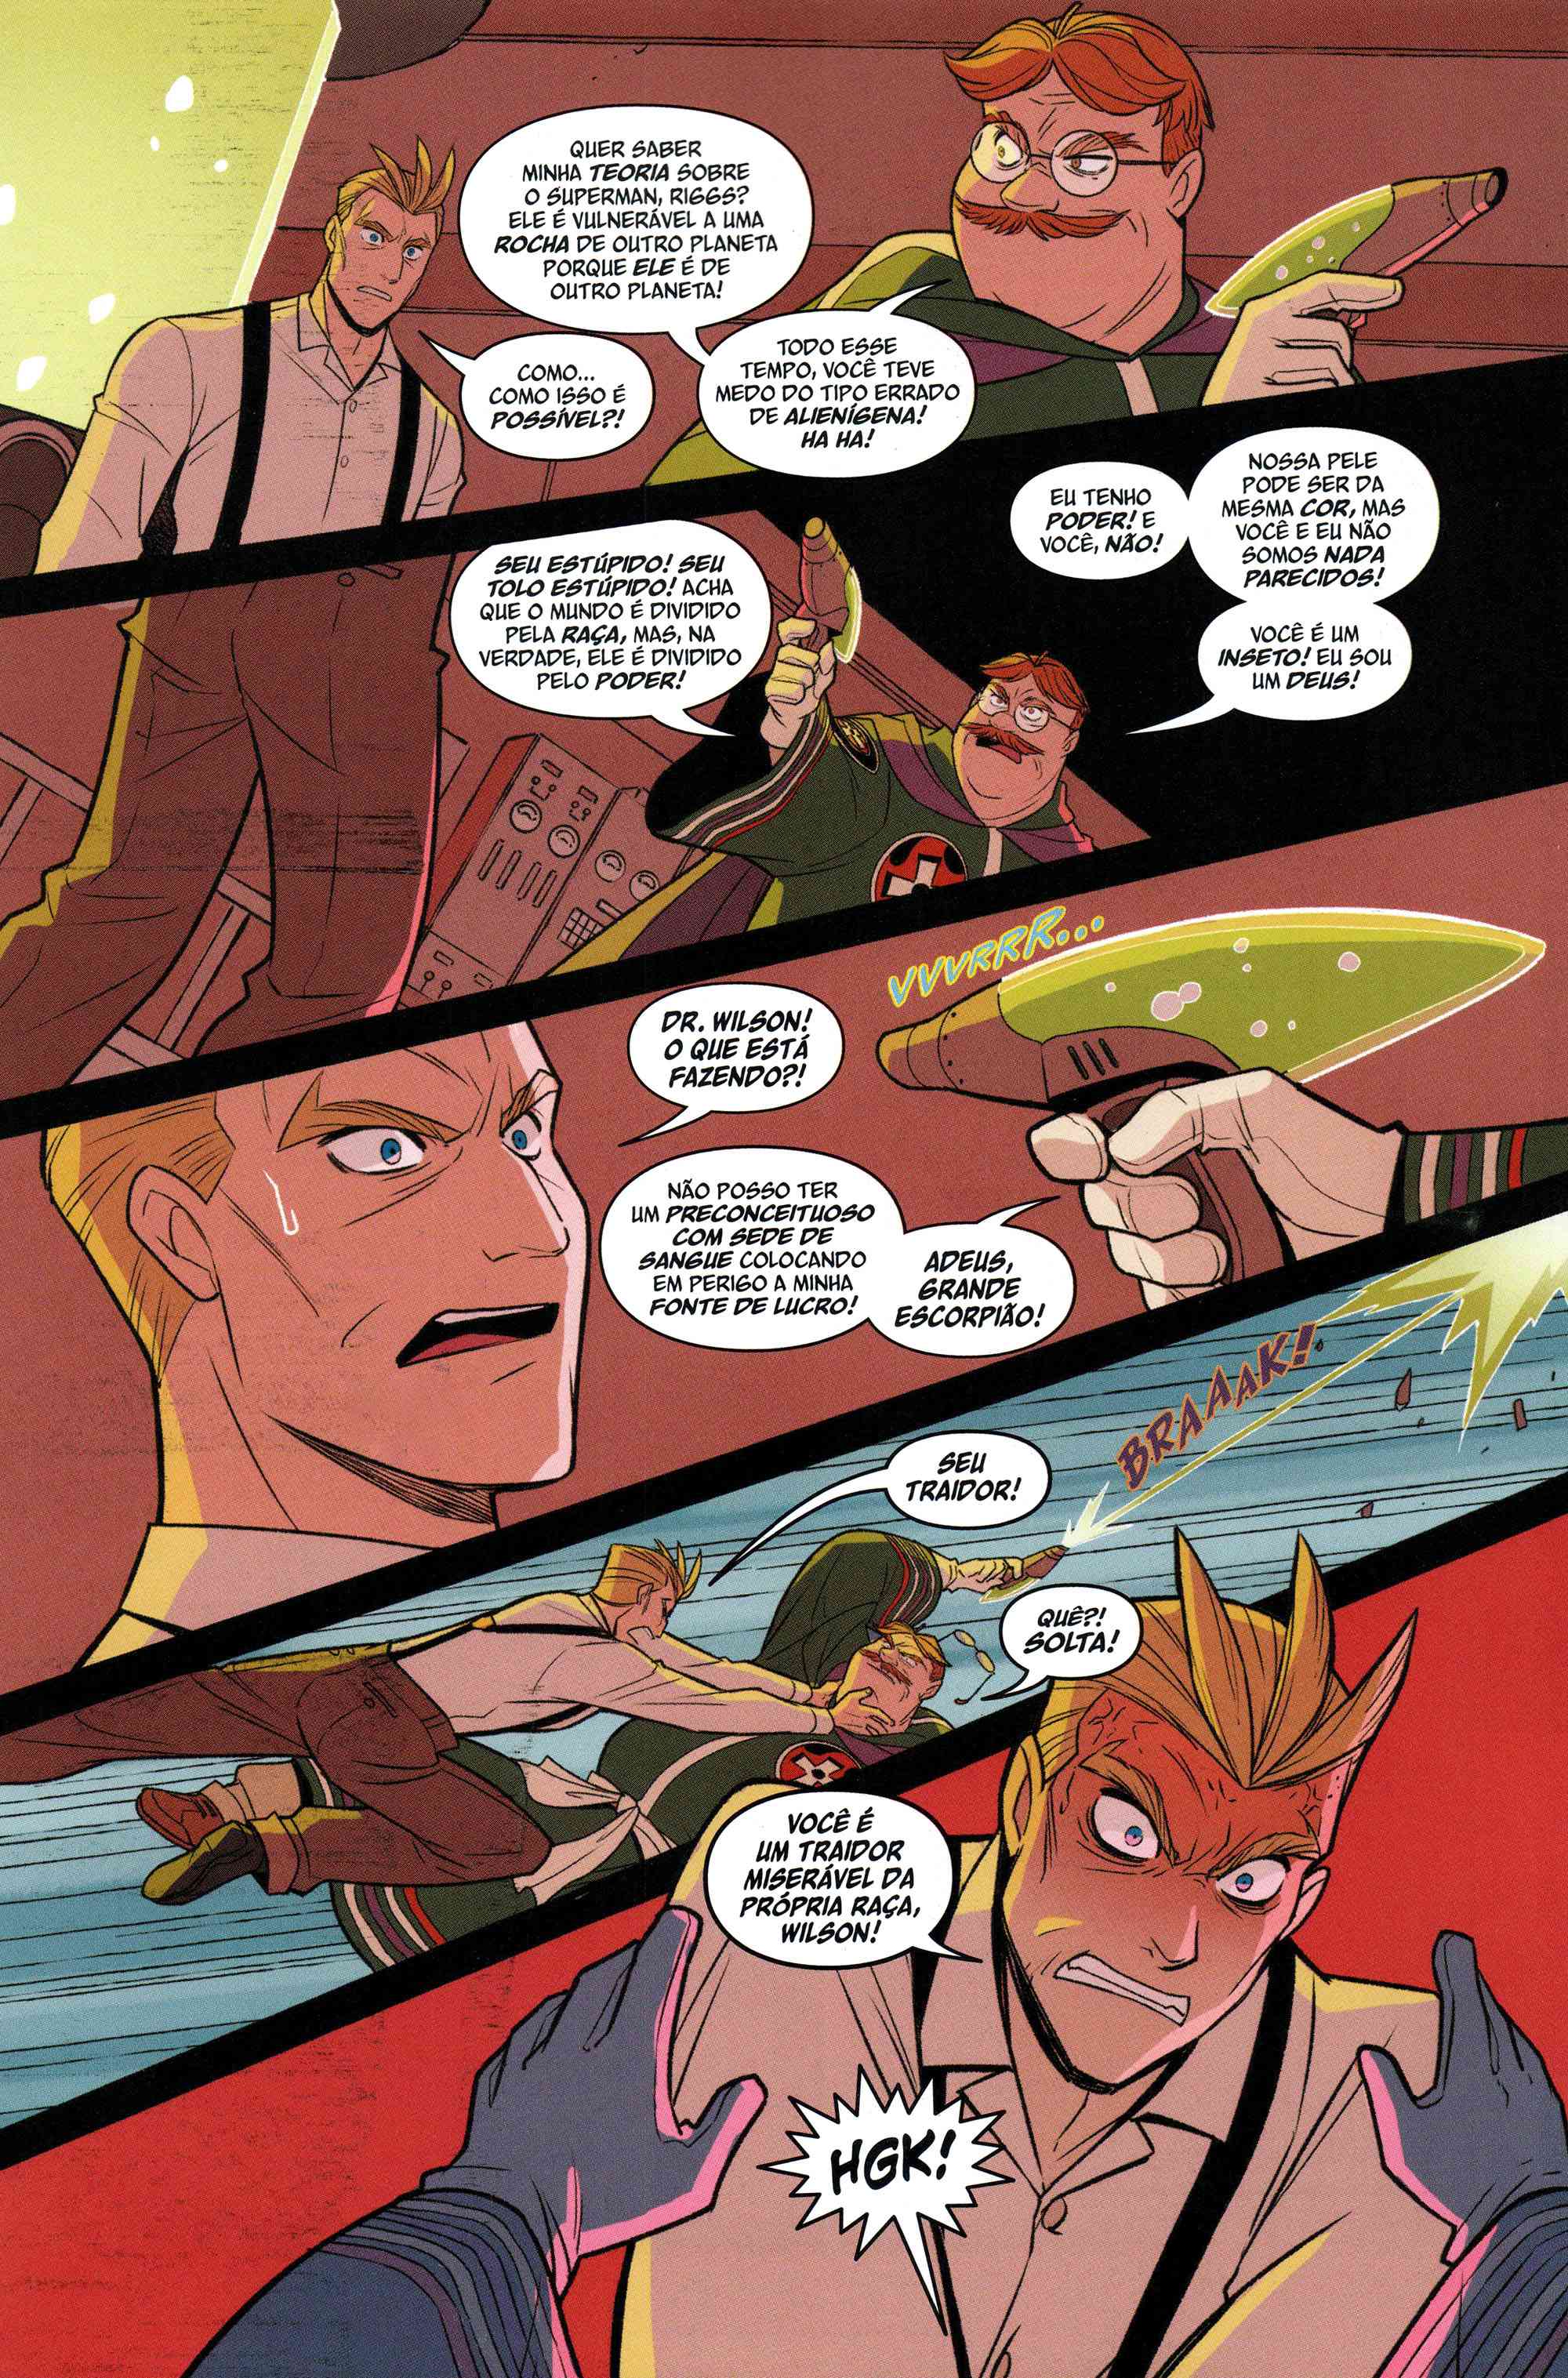 QUER SABER
MINHA TEORIA SOBRE
O SUPERMAN, RIGGS?
ELE É VULNERÁVEL A UMA
ROCHA DE OUTRO PLANETA
PORQUE ELE É DE
OUTRO PLANETA!
COMO...
COMO ISSO É
POSSÍVEL?!
TODO ESSE
TEMPO, VOCÊ TEVE
MEDO DO TIPO ERRADO
DE ALIENÍGENA!
HA HA!
SEU ESTÚPIDO! SEU
TOLO ESTÚPIDO! ACHA
QUE O MUNDO É DIVIDIDO
PELA RAÇA, MAS, NA
VERDADE, ELE É DIVIDIDO
PELO PODER!
EU TENHO
PODER! E
VOCÊ, NÃO!
NOSSA PELE
PODE SER DA
MESMA COR, MAS
VOCÊ E EU NÃO
SOMOS NADA
PARECIDOS!
VOCÊ É UM
INSETO! EU SOU
UM DEUS!
VVVRRR...
DR. WILSON!
O QUE ESTÁ
FAZENDO?!
NÃO POSSO TER
UM PRECONCEITUOSO
COM SEDE DE
SANGUE COLOCANDO
EM PERIGO A MINHA
FONTE DE LUCRO!
ADEUS,
GRANDE
ESCORPIÃO!
BRAAAK!
SEU
TRAIDOR!
QUÊ?!
SOLTA!
VOCÊ É
UM TRAIDOR
MISERÁVEL DA
PRÓPRIA RAÇA,
WILSON!
HGK!